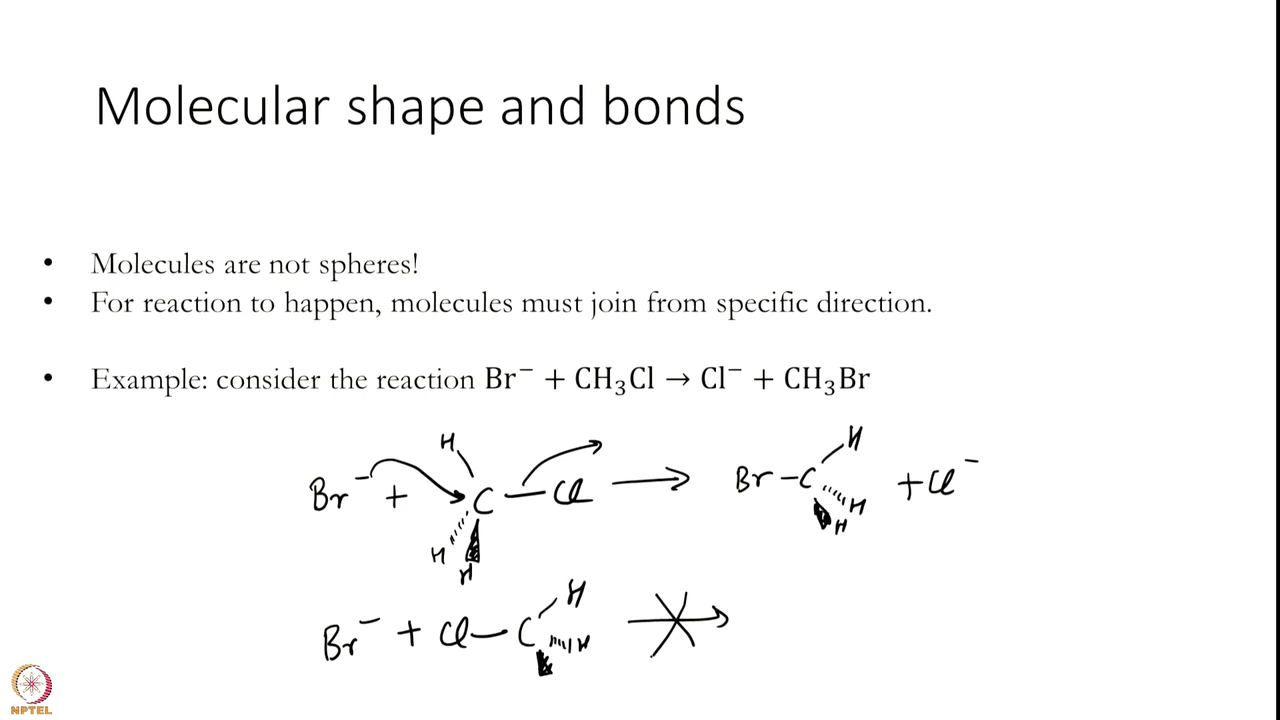 Molecular shape and bonds
• Molecules are not spheres!
• For reaction to happen, molecules must join from specific direction.
• Example: consider the reaction Br⁻ + CH₃Cl → Cl⁻ + CH₃Br
H H
Br⁻ + C — Cl → Br – C + Cl⁻
H H H H
H
Br⁻ + Cl — C H
NPTEL